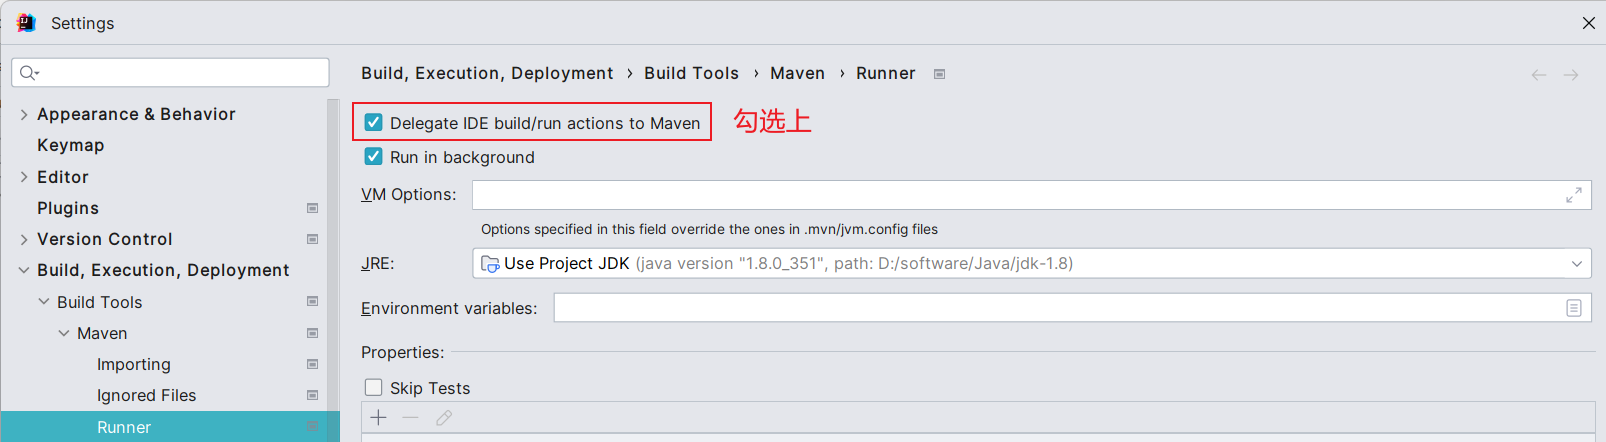 Settings
Build, Execution, Deployment › Build Tools › Maven › Runner
Appearance & Behavior
Keymap
Editor
Plugins
Version Control
Build, Execution, Deployment
Build Tools
Maven
Importing
Ignored Files
Runner
Delegate IDE build/run actions to Maven 勾选上
Run in background
VM Options:
Options specified in this field override the ones in .mvn/jvm.config files
JRE: Use Project JDK (java version "1.8.0_351", path: D:/software/Java/jdk-1.8)
Environment variables:
Properties:
Skip Tests